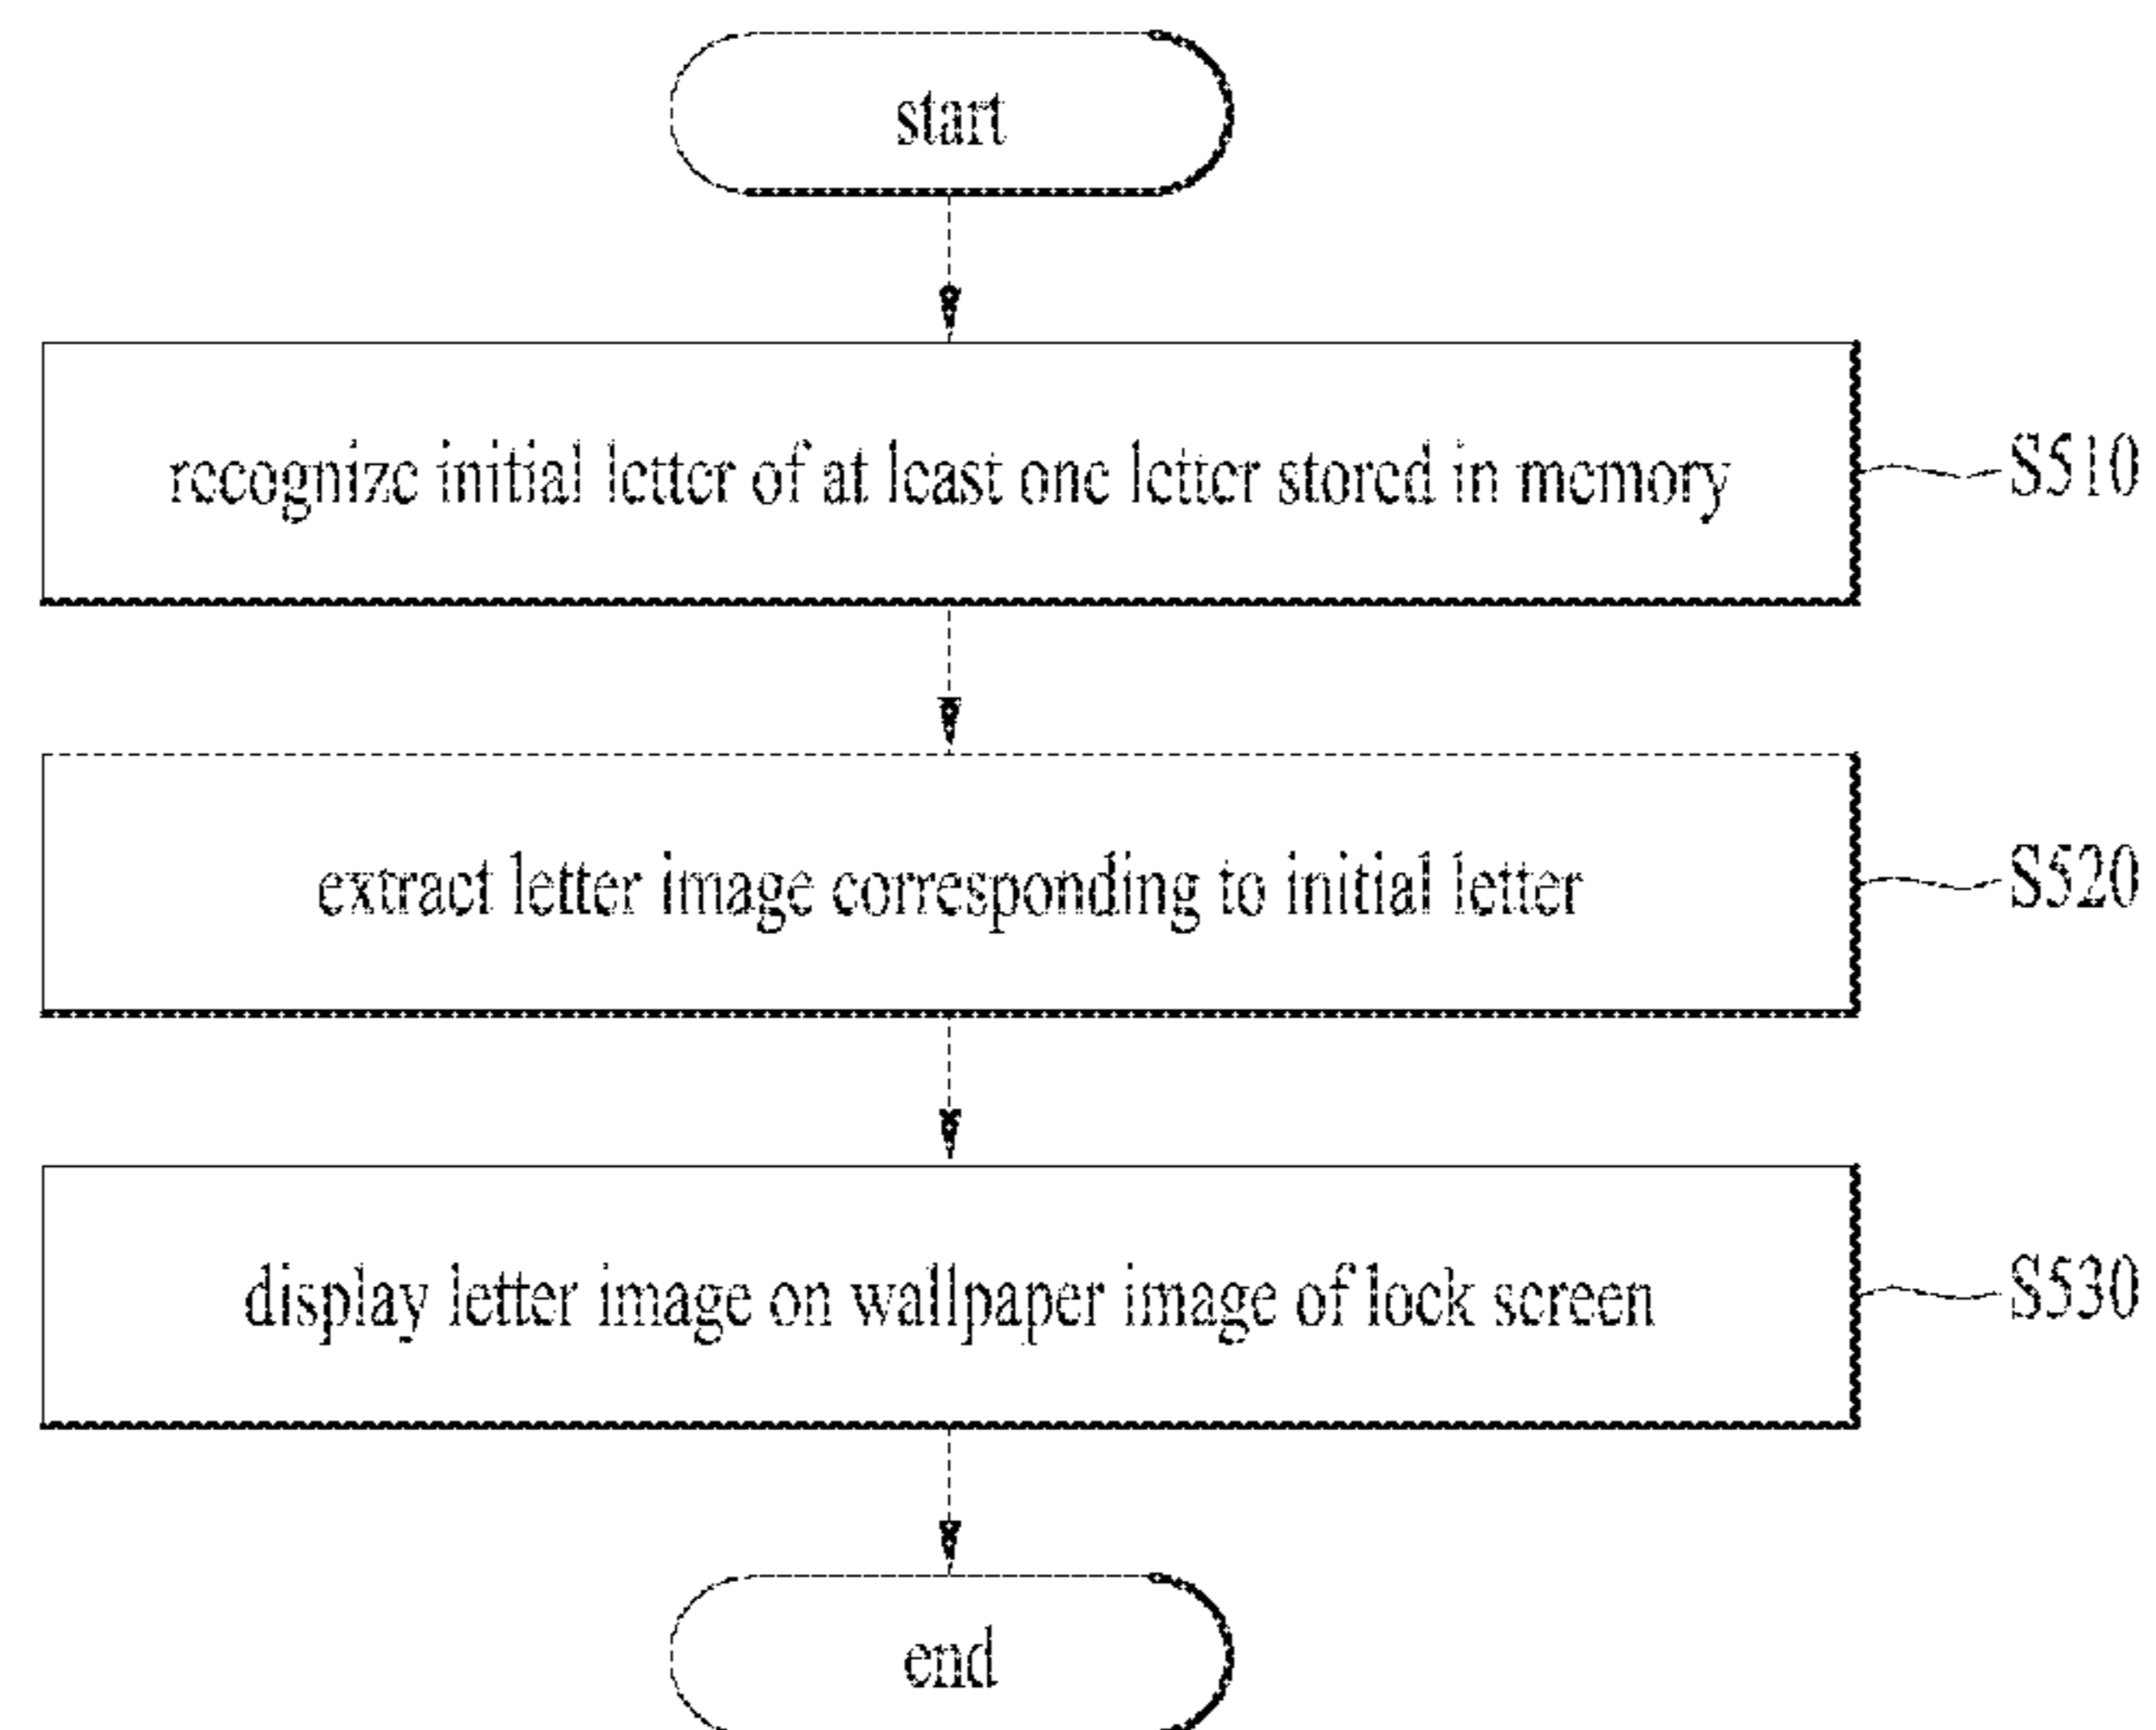 start
recognize initial letter of at least one letter stored in memory
S510
extract letter image corresponding to initial letter
S520
display letter image on wallpaper image of lock screen
S530
end